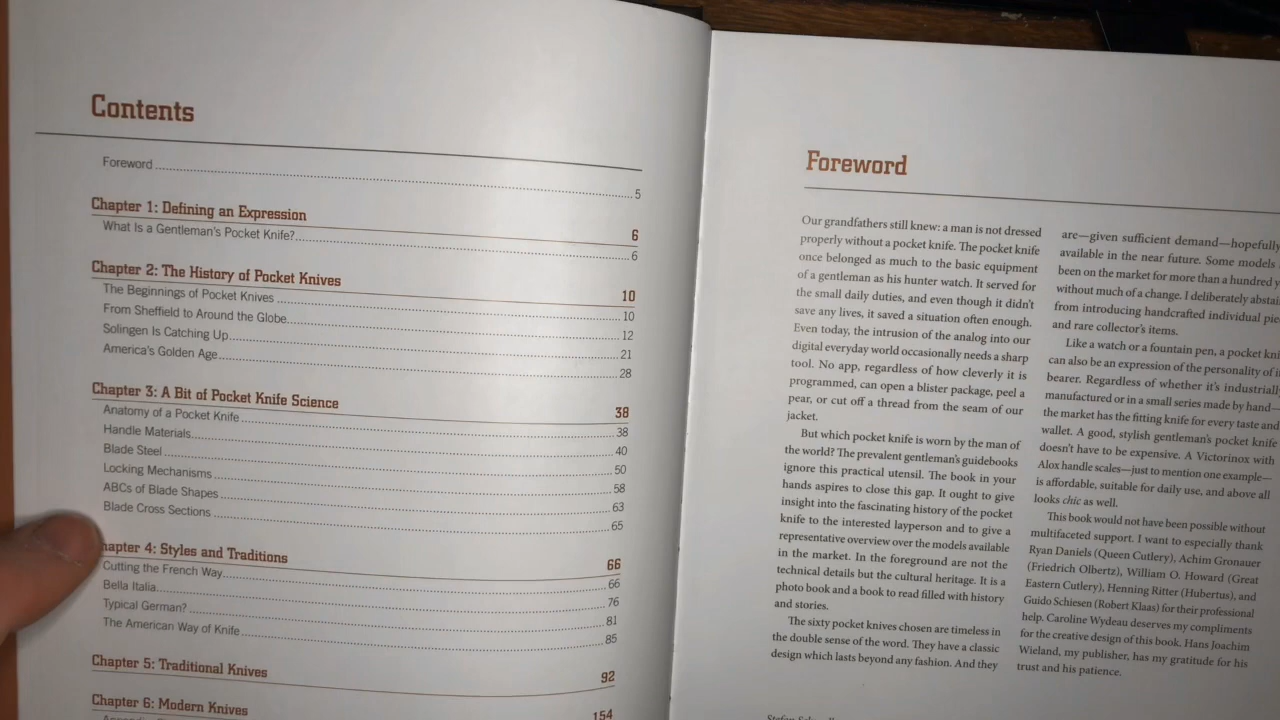 Contents
Foreword 5
Chapter 1: Defining an Expression 6
What Is a Gentleman's Pocket Knife? 6
Chapter 2: The History of Pocket Knives 10
The Beginnings of Pocket Knives 10
From Sheffield to Around the Globe 12
Solingen Is Catching Up 21
America's Golden Age 28
Chapter 3: A Bit of Pocket Knife Science 38
Anatomy of a Pocket Knife 38
Handle Materials 40
Blade Steel 50
Locking Mechanisms 58
ABCs of Blade Shapes 63
Blade Cross Sections 65
hapter 4: Styles and Traditions 66
Cutting the French Way 66
Bella Italia 76
Typical German? 81
The American Way of Knife 85
Chapter 5: Traditional Knives 92
Chapter 6: Modern Knives 154
Foreword
Our grandfathers still knew: a man is not dressed
properly without a pocket knife. The pocket knife
once belonged as much to the basic equipment
of a gentleman as his hunter watch. It served for
the small daily duties, and even though it didn't
save any lives, it saved a situation often enough.
Even today, the intrusion of the analog into our
digital everyday world occasionally needs a sharp
tool. No app, regardless of how cleverly it is
programmed, can open a blister package, peel a
pear, or cut off a thread from the seam of our
jacket.
But which pocket knife is worn by the man of
the world? The prevalent gentleman's guidebooks
ignore this practical utensil. The book in your
hands aspires to close this gap. It ought to give
insight into the fascinating history of the pocket
knife to the interested layperson and to give a
representative overview over the models available
in the market. In the foreground are not the
technical details but the cultural heritage. It is a
photo book and a book to read filled with history
and stories.
The sixty pocket knives chosen are timeless in
the double sense of the word. They have a classic
design which lasts beyond any fashion. And they
are—given sufficient demand—hopefully
available in the near future. Some models
been on the market for more than a hundred y
without much of a change. I deliberately abstai
from introducing handcrafted individual pie
and rare collector's items.
Like a watch or a fountain pen, a pocket kni
can also be an expression of the personality of i
bearer. Regardless of whether it's industriall
manufactured or in a small series made by hand—
the market has the fitting knife for every taste and
wallet. A good, stylish gentleman's pocket knife
doesn't have to be expensive. A Victorinox with
Alox handle scales—just to mention one example—
is affordable, suitable for daily use, and above all
looks chic as well.
This book would not have been possible without
multifaceted support. I want to especially thank
Ryan Daniels (Queen Cutlery), Achim Gronauer
(Friedrich Olbertz), William O. Howard (Great
Eastern Cutlery), Henning Ritter (Hubertus), and
Guido Schiesen (Robert Klaas) for their professional
help. Caroline Wydeau deserves my compliments
for the creative design of this book. Hans Joachim
Wieland, my publisher, has my gratitude for his
trust and his patience.